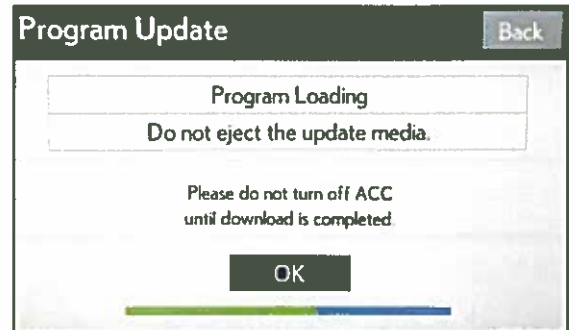 Program Update
Back
Program Loading
Do not eject the update media.
Please do not turn off ACC
until download is completed.
OK